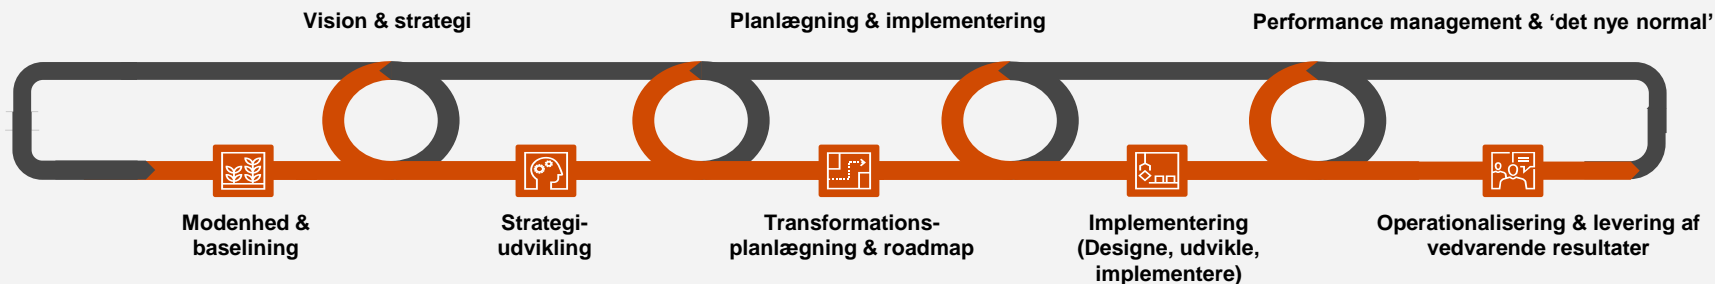 Vision & strategi
Planlægning & implementering
Performance management & ‘det nye normal’
Modenhed &
baselining
Strategi-
udvikling
Transformations-
planlægning & roadmap
Implementering
(Designe, udvikle,
implementere)
Operationalisering & levering af
vedvarende resultater